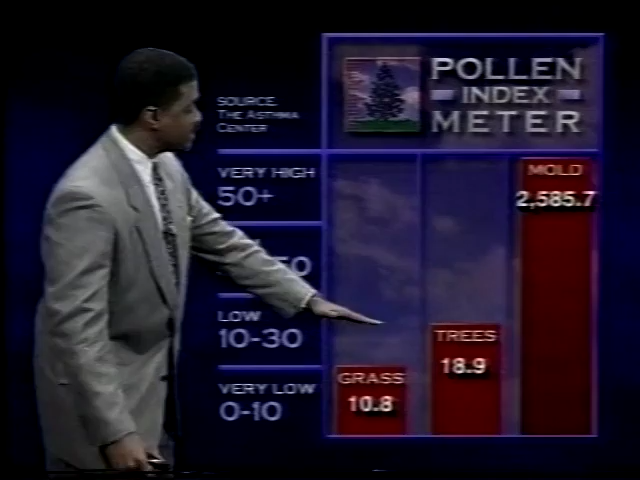 SOURCE.
THE ASTHMA
CENTER
POLLEN
INDEX
METER
VERY HIGH
50+
50
LOW
10-30
VERY LOW
0-10
MOLD
2,585.7
TREES
18.9
GRASS
10.8